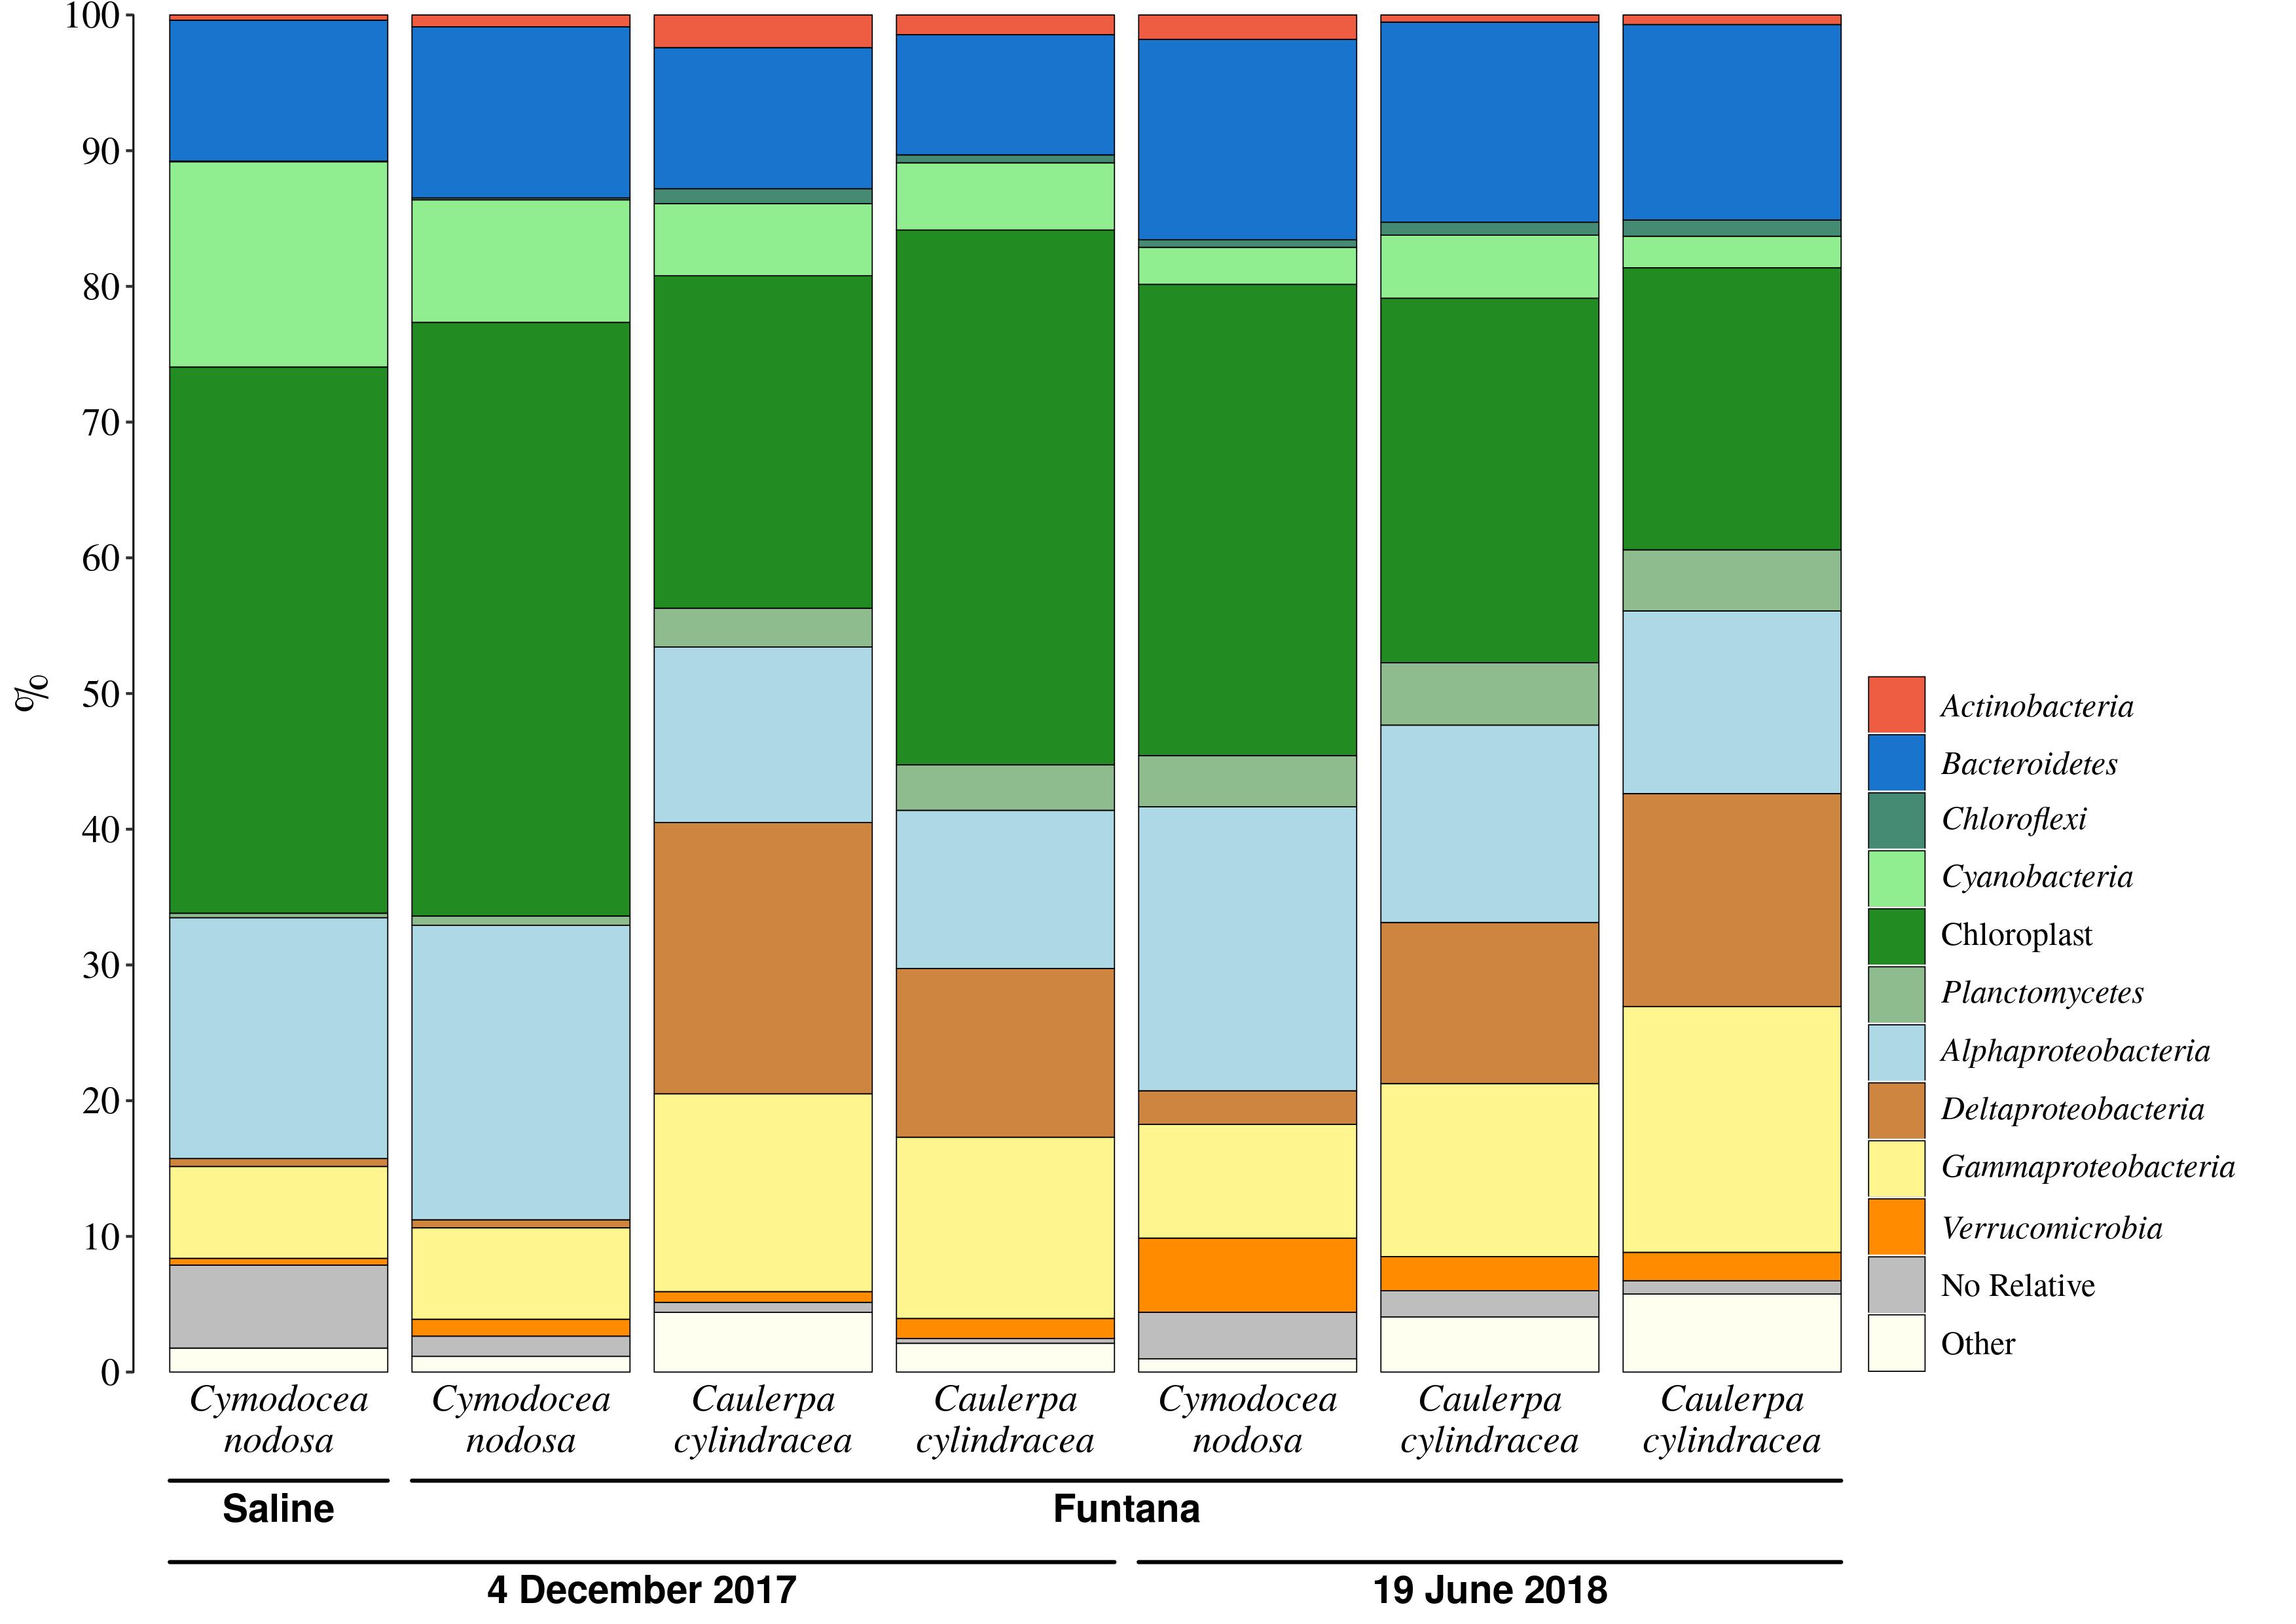 100
90
80
70
60
50
40
30
20
10
0
%
Actinobacteria
Bacteroidetes
Chloroflexi
Cyanobacteria
Chloroplast
Planctomycetes
Alphaproteobacteria
Deltaproteobacteria
Gammaproteobacteria
Verrucomicrobia
No Relative
Other
Cymodocea
nodosa
Cymodocea
nodosa
Caulerpa
cylindracea
Caulerpa
cylindracea
Cymodocea
nodosa
Caulerpa
cylindracea
Caulerpa
cylindracea
Saline
Funtana
4 December 2017
19 June 2018